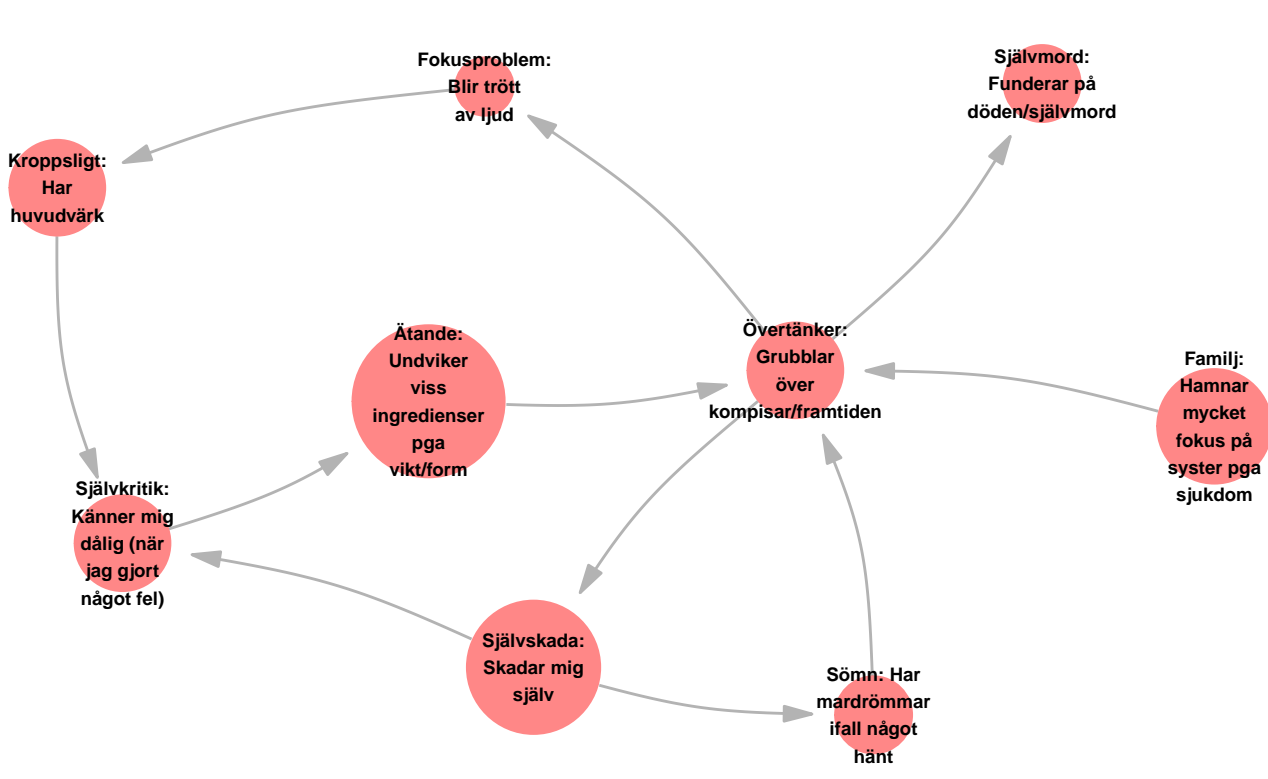 Fokusproblem:
Blir trött
av ljud
Självmord:
Funderar på
döden/självmord
Kroppsligt:
Har
huvudvärk
Ätande:
Undviker
viss
ingredienser
pga
vikt/form
Övertänker:
Grubblar
över
kompisar/framtiden
Familj:
Hamnar
mycket
fokus på
syster pga
sjukdom
Självkritik:
Känner mig
dålig (när
jag gjort
något fel)
Självskada:
Skadar mig
själv
Sömn: Har
mardrömmar
ifall något
hänt